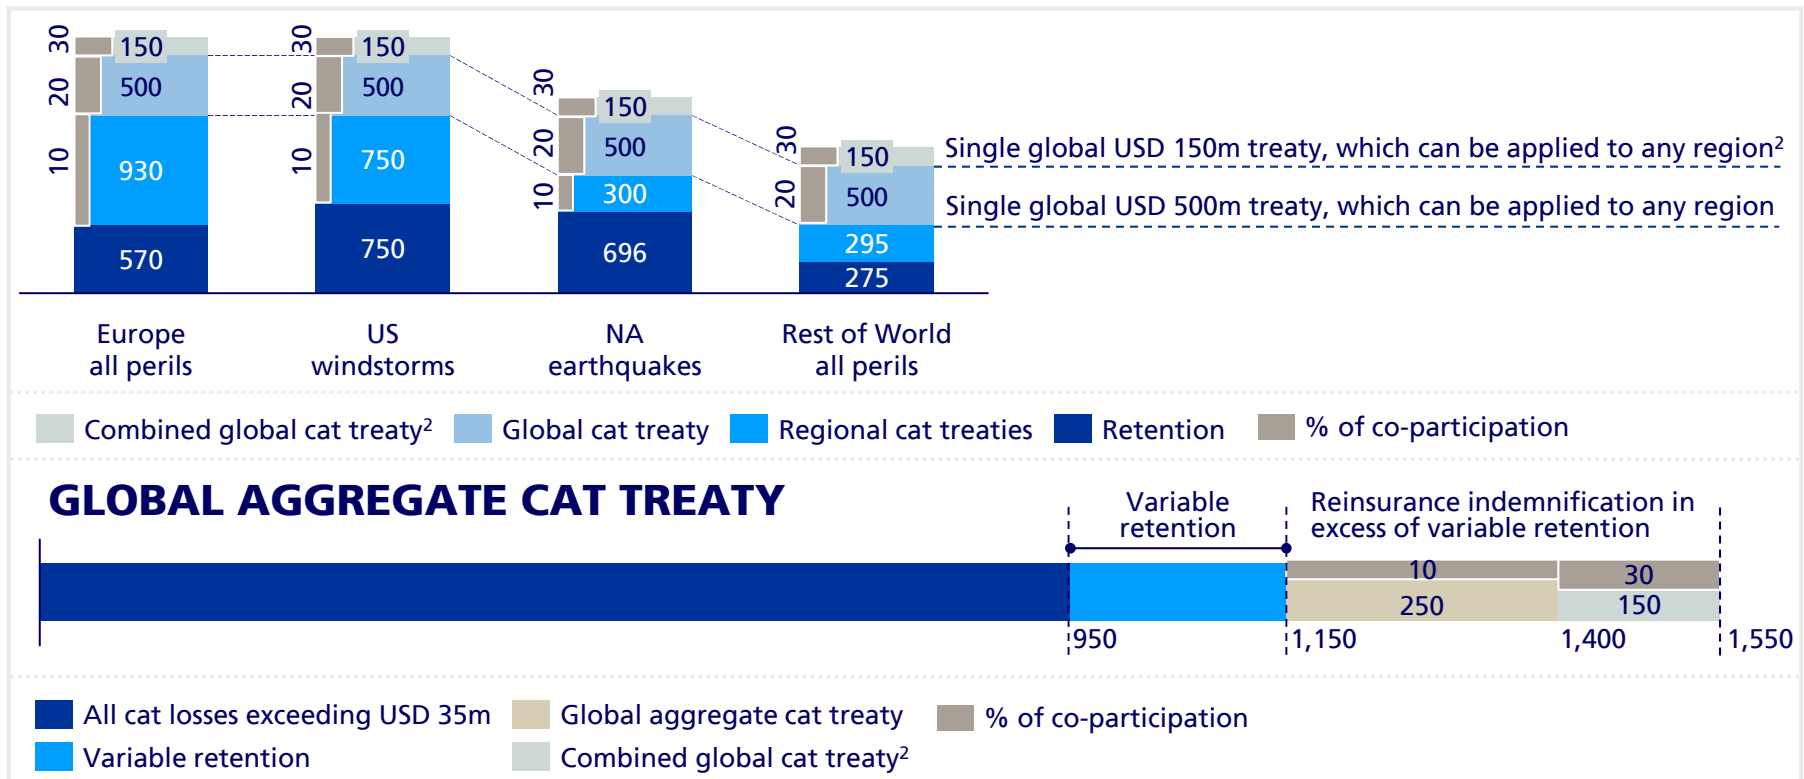 30
150
20
500
10
930
570
30
150
20
500
10
750
750
30
150
20
500
10
300
696
30
150
20
500
295
275
Single global USD 150m treaty, which can be applied to any region²
Single global USD 500m treaty, which can be applied to any region
Europe
all perils
US
windstorms
NA
earthquakes
Rest of World
all perils
Combined global cat treaty²
Global cat treaty
Regional cat treaties
Retention
% of co-participation
GLOBAL AGGREGATE CAT TREATY
Variable
retention
Reinsurance indemnification in
excess of variable retention
10
30
250
150
950
1,150
1,400
1,550
All cat losses exceeding USD 35m
Global aggregate cat treaty
% of co-participation
Variable retention
Combined global cat treaty²